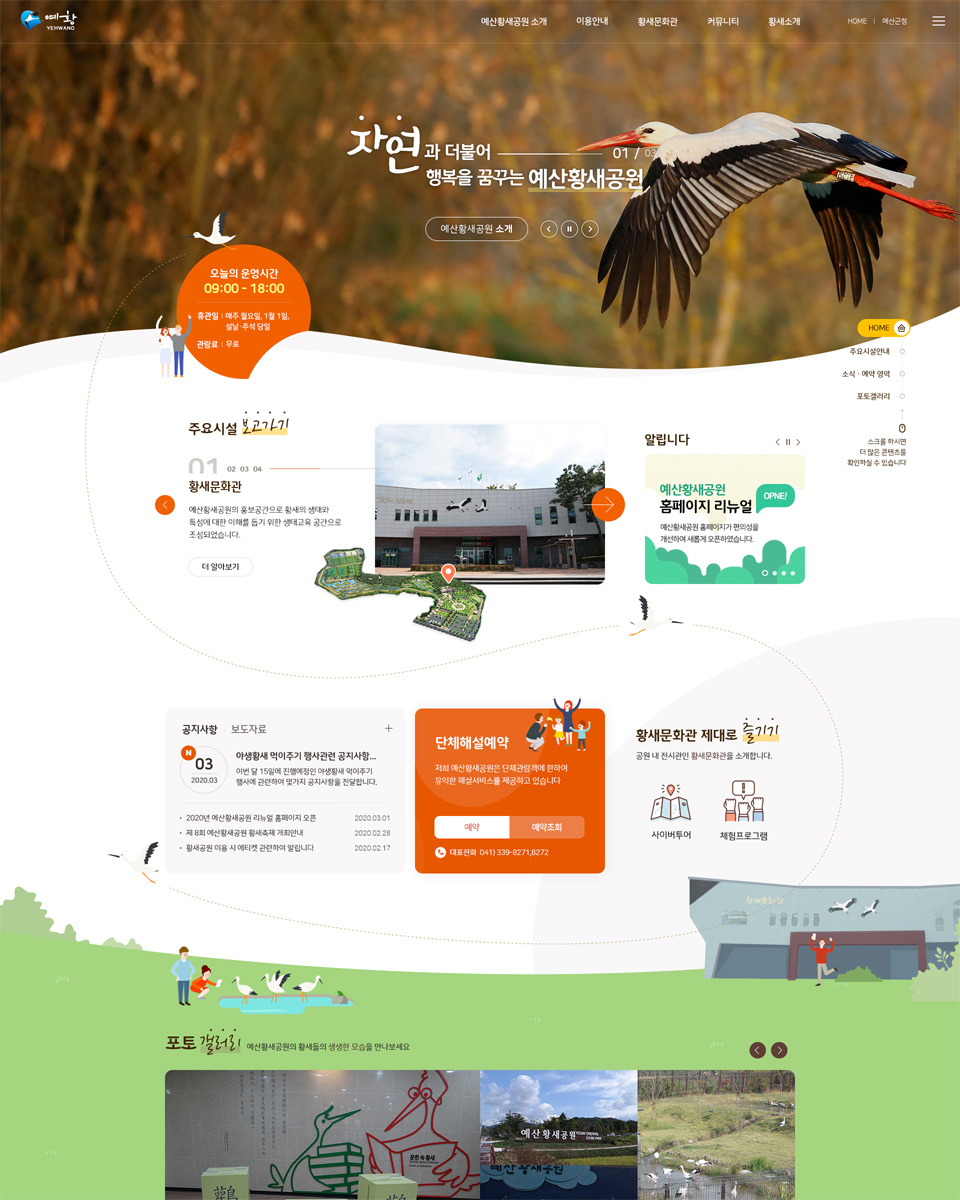 예황
YEHWANG
예산황새공원 소개
이용안내
황새문화관
커뮤니티
황새소개
HOME
예산군청
자연과 더불어
01 / 03
행복을 꿈꾸는 예산황새공원
예산황새공원 소개
오늘의 운영시간
09:00 - 18:00
휴관일 | 매주 월요일, 1월 1일,
설날·추석 당일
관람료 | 무료
HOME
주요시설안내
소식 · 예약 영역
포토갤러리
스크롤 하시면
더 많은 콘텐츠를
확인하실 수 있습니다
주요시설 보고가기
01 02 03 04
황새문화관
예산황새공원의 홍보공간으로 황새의 생태와
특성에 대한 이해를 돕기 위한 생태교육 공간으로
조성되었습니다.
더 알아보기
알립니다
예산황새공원
홈페이지 리뉴얼
OPNE!
예산황새공원 홈페이지가 편의성을
개선하여 새롭게 오픈하였습니다.
공지사항
보도자료
N
03
2020.03
야생황새 먹이주기 행사관련 공지사항...
이번 달 15일에 진행예정인 야생황새 먹이주기
행사에 관련하여 몇가지 공지사항을 전달합니다.
2020년 예산황새공원 리뉴얼 홈페이지 오픈 2020.03.01
제 8회 예산황새공원 황새축제 개최안내 2020.02.28
황새공원 이용 시 에티켓 관련하여 알립니다 2020.02.17
단체해설예약
저희 예산황새공원은 단체관람객에 한하여
유익한 해설서비스를 제공하고 있습니다
예약
예약조회
대표전화 041) 339-8271,8272
황새문화관 제대로 즐기기
공원 내 전시관인 황새문화관을 소개합니다.
사이버투어
체험프로그램
황새문화관
포토 갤러리 예산황새공원의 황새들의 생생한 모습을 만나보세요
문헌 속 황새
예산황새공원
예산황새공원